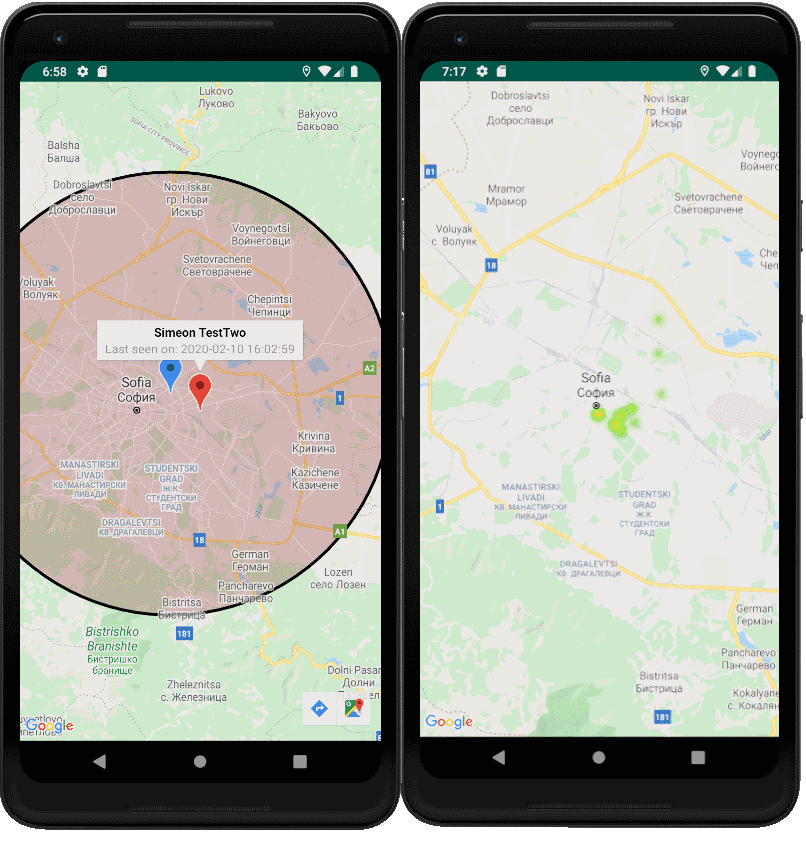 6:58
Lukovo
Луково
SOFIA CITY PROVINCE
Bakyovo
Бакьово
Balsha
Балша
Dobroslavtsi
село
Доброславци
Novi Iskar
гр. Нови
Искър
Voynegovtsi
Войнеговци
Svetovrachene
Световрачене
Voluyak
Волуяк
Chepintsi
Чепинци
Simeon TestTwo
Last seen on: 2020-02-10 16:02:59
A2
Sofia
София
1
Krivina
Кривина
MANASTIRSKI
LIVADI
КВ. МАНАСТИРСКИ
ЛИВАДИ
STUDENTSKI
GRAD
Ж.К.
СТУДЕНТСКИ
ГРАД
Kazichene
Казичене
DRAGALEVTSI
КВ. ДРАГАЛЕВЦИ
18
A1
German
Герман
Lozen
село Лозен
Pancharevo
Панчарево
Bistritsa
Бистрица
181
Bistrishko
Branishte
Бистришко
бранище
Zheleznitsa
с. Железница
Dolni Pasar
Долни
Google
7:17
Dobroslavtsi
село
Доброславци
Novi Iskar
гр. Нови
Искър
Voyneg
Войнег
81
Mramor
Мрамор
Svetovrachene
Световрачене
Voluyak
с. Волуяк
18
Che
Чеп
Sofia
София
Iskar
MANASTIRSKI
LIVADI
КВ. МАНАСТИРСКИ
ЛИВАДИ
1
STUDENTSKI
GRAD
Ж.К.
СТУДЕНТСКИ
ГРАД
DRAGALEVTSI
КВ. ДРАГАЛЕВЦИ
German
Герман
Pancharev
Панчарево
Bistritsa
Бистрица
Kokalyane
с. Кокалян
181
Google